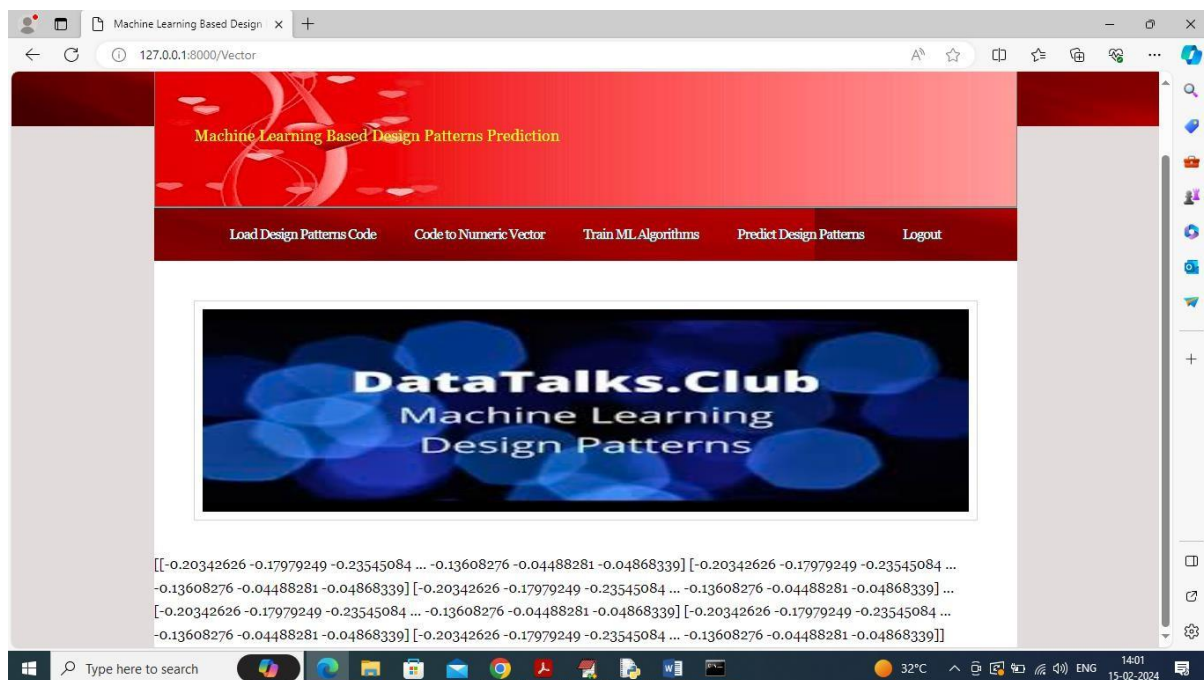 Machine Learning Based Design
127.0.0.1:8000/Vector
Machine Learning Based Design Patterns Prediction
Load Design Patterns Code Code to Numeric Vector Train ML Algorithms Predict Design Patterns Logout
DataTalks.Club
Machine Learning
Design Patterns
[[-0.20342626 -0.17979249 -0.23545084 ... -0.13608276 -0.04488281 -0.04868339] [-0.20342626 -0.17979249 -0.23545084 ...
-0.13608276 -0.04488281 -0.04868339] [-0.20342626 -0.17979249 -0.23545084 ... -0.13608276 -0.04488281 -0.04868339] ...
[-0.20342626 -0.17979249 -0.23545084 ... -0.13608276 -0.04488281 -0.04868339] [-0.20342626 -0.17979249 -0.23545084 ...
-0.13608276 -0.04488281 -0.04868339] [-0.20342626 -0.17979249 -0.23545084 ... -0.13608276 -0.04488281 -0.04868339]]
Type here to search
32°C
ENG
14:01
15-02-2024